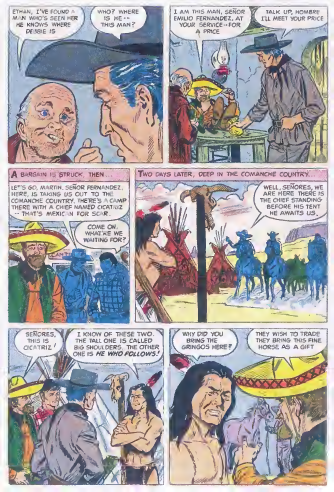 ETHAN, I'VE FOUND A
MAN WHO'S SEEN HER
HE KNOWS WHERE
DEBBIE IS
WHO? WHERE
IS HE--
THIS MAN?
I AM THIS MAN, SEÑOR
EMILIO FERNANDEZ, AT
YOUR SERVICE--FOR
A PRICE
TALK UP, HOMBRE
I'LL MEET YOUR PRICE
A BARGAIN IS STRUCK THEN
LET'S GO, MARTIN, SEÑOR FERNANDEZ,
HERE, IS TAKING US OUT TO THE
COMANCHE COUNTRY. THERE'S A CAMP
THERE WITH A CHIEF NAMED CICATRIZ
-- THAT'S MEXICAN FOR SCAR.
COME ON.
WHAT'RE WE
WAITING FOR?
TWO DAYS LATER, DEEP IN THE COMANCHE COUNTRY...
WELL, SEÑORES, WE
ARE HERE THERE IS
THE CHIEF STANDING
BEFORE HIS TENT
HE AWAITS US.
SEÑORES,
THIS IS
CICATRIZ
I KNOW OF THESE TWO.
THE TALL ONE IS CALLED
BIG SHOULDERS. THE OTHER
ONE IS HE WHO FOLLOWS!
WHY DID YOU
BRING THE
GRINGOS HERE?
THEY WISH TO TRADE
THEY BRING THIS FINE
HORSE AS A GIFT